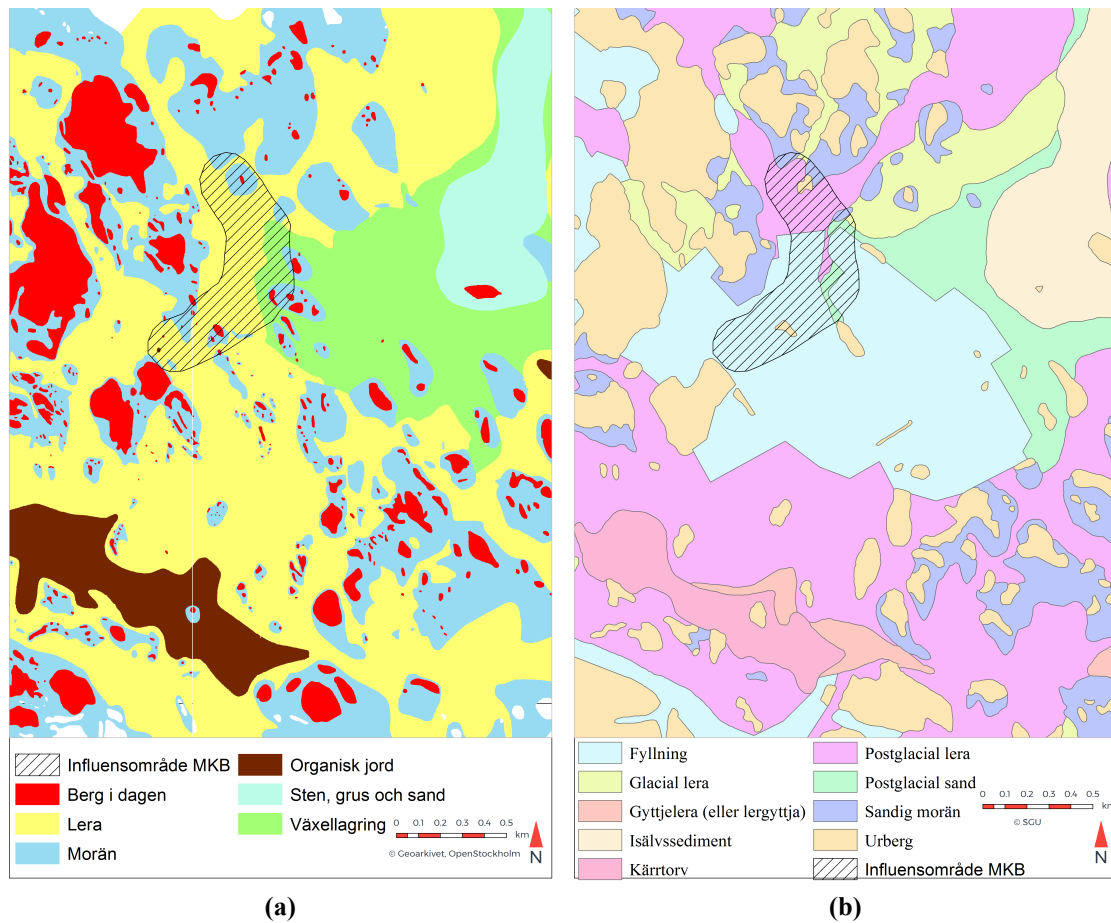 Influensområde MKB
Berg i dagen
Lera
Morän
Organisk jord
Sten, grus och sand
Växellagring
0 0.1 0.2 0.3 0.4 0.5
km
© Geoarkivet, OpenStockholm
N
Fyllning
Glacial lera
Gyttjelera (eller lergyttja)
Isälvssediment
Kärrtorv
Postglacial lera
Postglacial sand
Sandig morän
Urberg
Influensområde MKB
0 0.1 0.2 0.3 0.4 0.5
km
© SGU
N
(a)
(b)